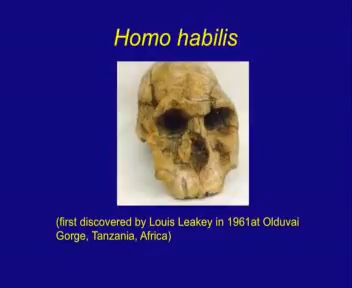 Homo habilis
(first discovered by Louis Leakey in 1961at Olduvai
Gorge, Tanzania, Africa)